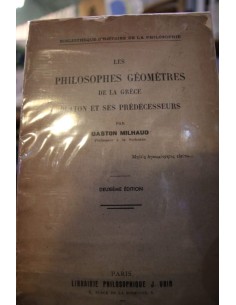 BIBLIOTHÈQUE D'HISTOIRE DE LA PHILOSOPHIE
LES
PHILOSOPHES GÉOMÈTRES
DE LA GRÈCE
PLATON ET SES PRÉDÉCESSEURS
PAR
GASTON MILHAUD
DEUXIÈME ÉDITION
PARIS
LIBRAIRIE PHILOSOPHIQUE J. VRIN